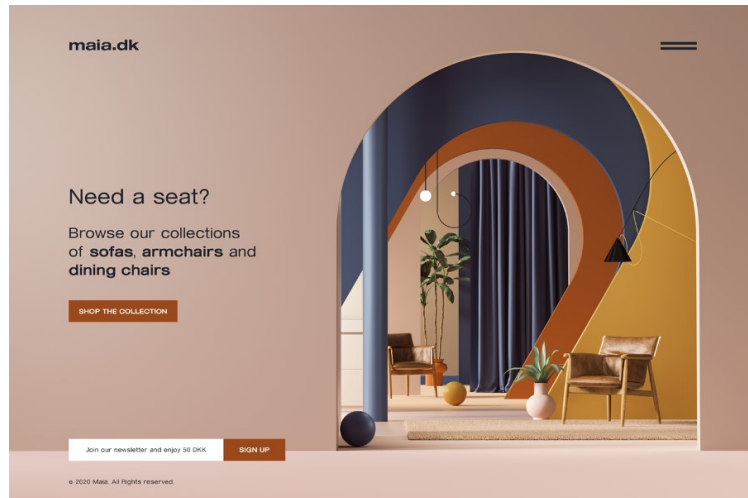 maia.dk
Need a seat?
Browse our collections
of sofas, armchairs and
dining chairs
SHOP THE COLLECTION
Join our newsletter and enjoy 50 DKK
SIGN UP
© 2020 Maia. All Rights reserved.